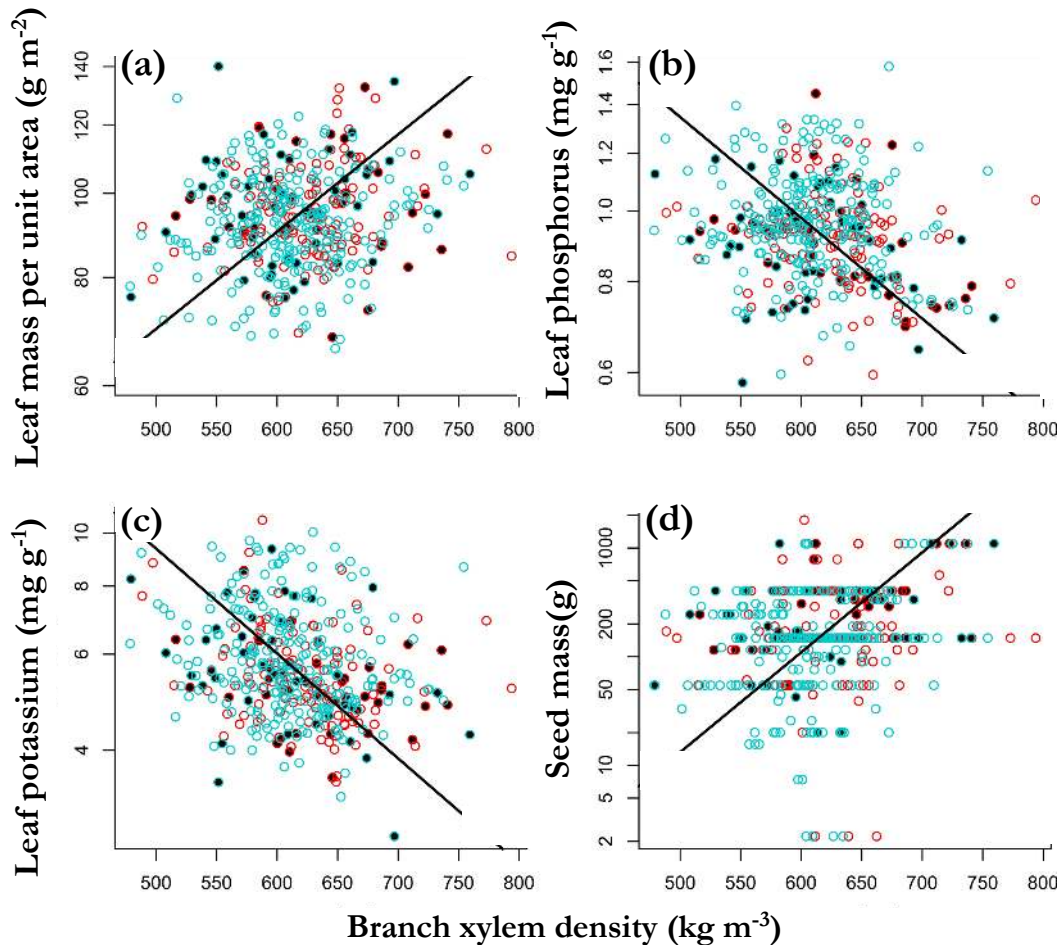 Leaf mass per unit area (g m-2)
(a)
140
120
100
80
60
500 550 600 650 700 750 800
Leaf phosphorus (mg g-1)
(b)
1.6
1.4
1.2
1.0
0.8
0.6
500 550 600 650 700 750 800
Leaf potassium (mg g-1)
(c)
10
8
6
4
500 550 600 650 700 750 800
Seed mass(g)
(d)
1000
200
50
10
5
2
500 550 600 650 700 750 800
Branch xylem density (kg m-3)